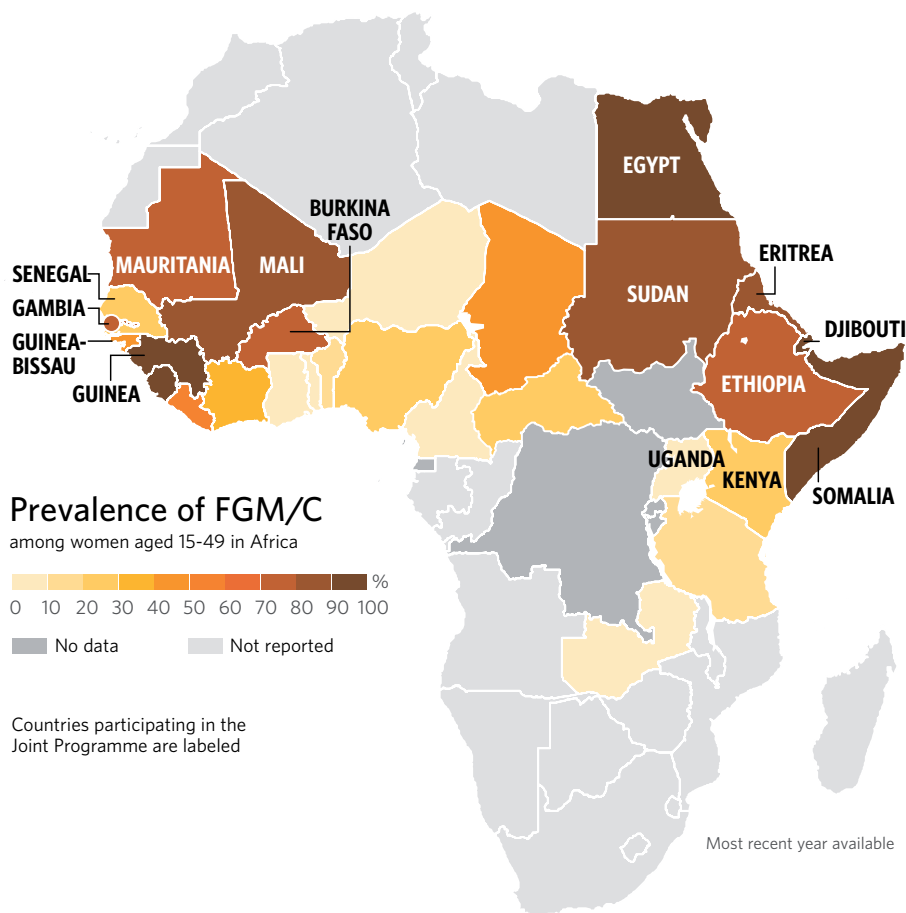 EGYPT
BURKINA
FASO
MAURITANIA
MALI
ERITREA
SENEGAL
SUDAN
GAMBIA
DJIBOUTI
GUINEA-
BISSAU
GUINEA
ETHIOPIA
UGANDA
KENYA
SOMALIA
Prevalence of FGM/C
among women aged 15-49 in Africa
%
0 10 20 30 40 50 60 70 80 90 100
No data
Not reported
Countries participating in the
Joint Programme are labeled
Most recent year available